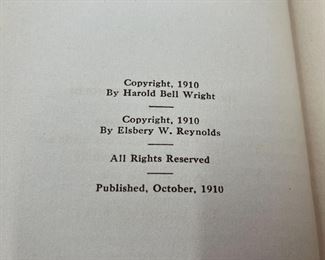 Copyright, 1910
By Harold Bell Wright
Copyright, 1910
By Elsbery W. Reynolds
All Rights Reserved
Published, October, 1910